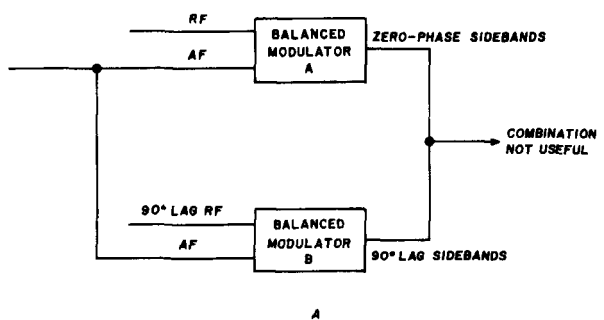 RF
BALANCED
MODULATOR
A
ZERO-PHASE SIDEBANDS
AF
COMBINATION
NOT USEFUL
90° LAG RF
BALANCED
MODULATOR
B
AF
90° LAG SIDEBANDS
A